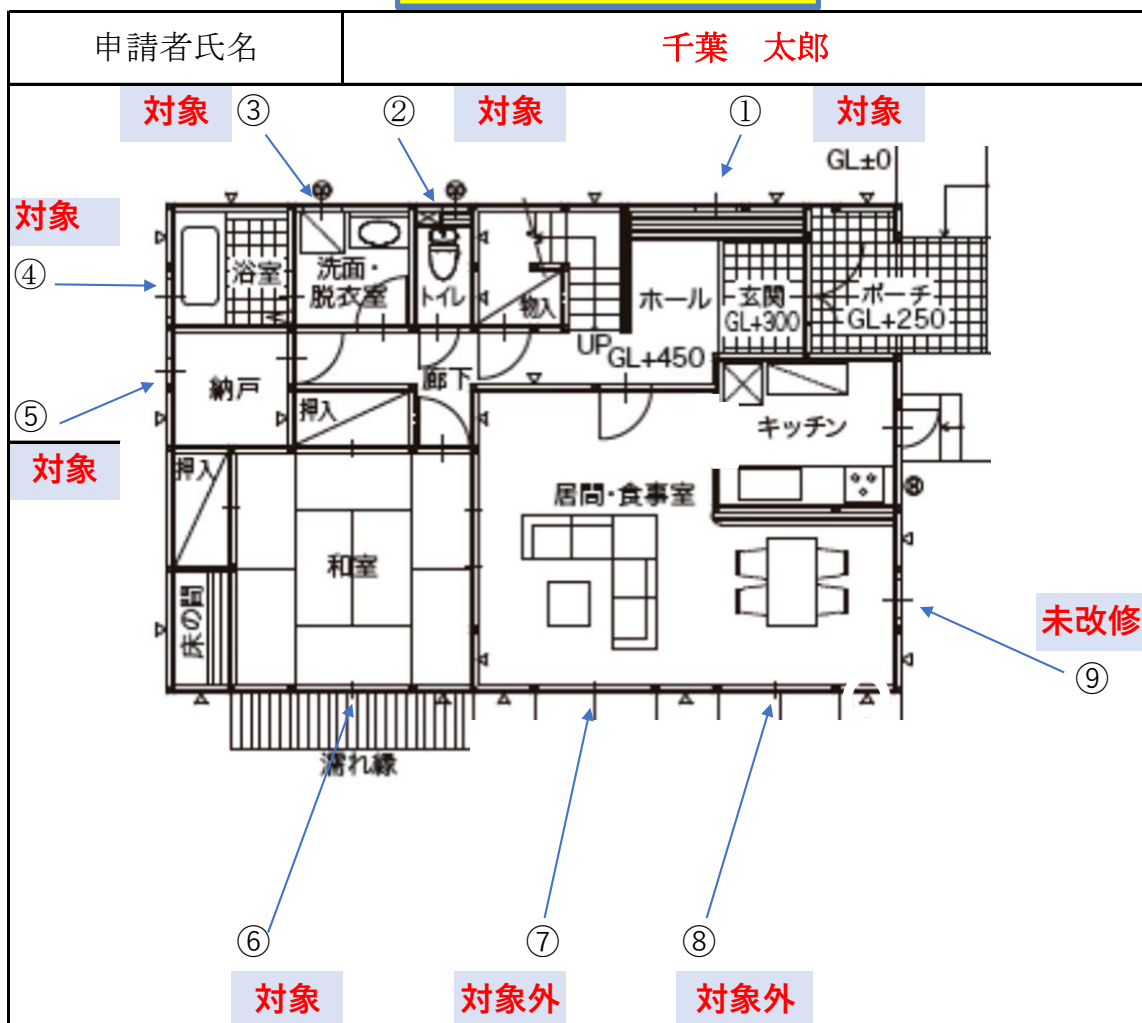 申請者氏名 千葉 太郎
対象 ③ ② 対象 ① 対象
GL±0
対象
④
浴室
洗面・
脱衣室
トイレ
物入
ホール
玄関
GL+300
ポーチ
GL+250
UP
GL+450
⑤
納戸
廊下
押入
キッチン
対象
押入
居間・食事室
和室
床の間
未改修
⑨
濡れ縁
⑥ ⑦ ⑧
対象 対象外 対象外